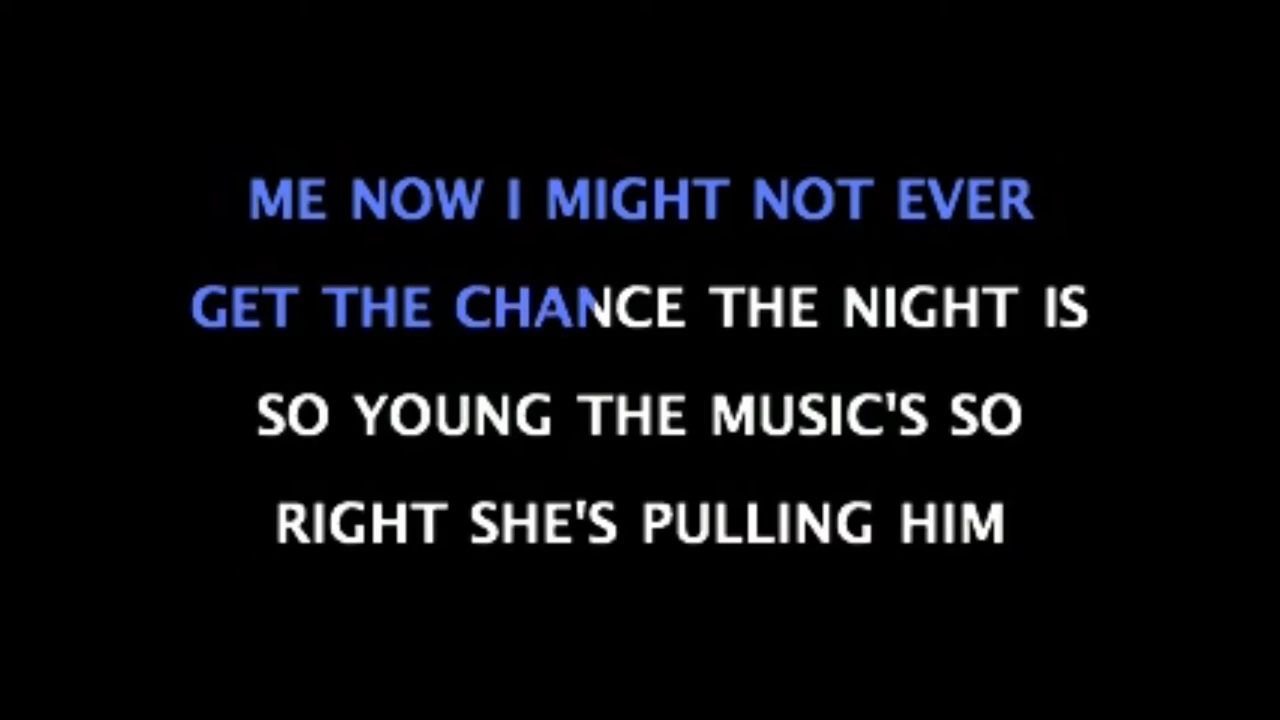 ME NOW I MIGHT NOT EVER
GET THE CHANCE THE NIGHT IS
SO YOUNG THE MUSIC'S SO
RIGHT SHE'S PULLING HIM